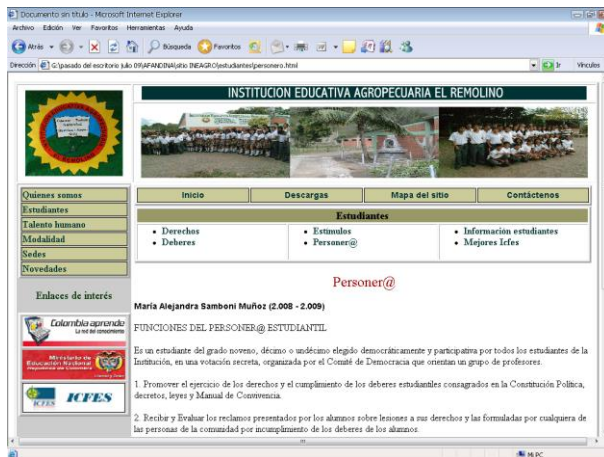 Documento sin titulo - Microsoft Internet Explorer
Archivo Edición Ver Favoritos Herramientas Ayuda
Atrás Búsqueda Favoritos
Dirección G:\pasado del escritorio julio 09\AFANDINA\sitio INEAGRO\estudiantes\personero.html Ir Vínculos
INSTITUCION EDUCATIVA AGROPECUARIA EL REMOLINO
Quienes somos
Estudiantes
Talento humano
Modalidad
Sedes
Novedades
Enlaces de interés
Colombia aprende
La red del conocimiento
Ministerio de
Educación Nacional
República de Colombia
ICFES ICFES
Inicio Descargas Mapa del sitio Contáctenos
Estudiantes
• Derechos • Estímulos • Información estudiantes
• Deberes • Personer@ • Mejores Icfes
Personer@
María Alejandra Samboni Muñoz (2.008 - 2.009)
FUNCIONES DEL PERSONER@ ESTUDIANTIL
Es un estudiante del grado noveno, décimo o undécimo elegido democráticamente y participativa por todos los estudiantes de la
Institución, en una votación secreta, organizada por el Comité de Democracia que orientan un grupo de profesores.
1. Promover el ejercicio de los derechos y el cumplimiento de los deberes estudiantiles consagrados en la Constitución Política,
decretos, leyes y Manual de Convivencia.
2. Recibir y Evaluar los reclamos presentados por los alumnos sobre lesiones a sus derechos y las formuladas por cualquiera de
las personas de la comunidad por incumplimiento de los deberes de los alumnos.
Mi PC